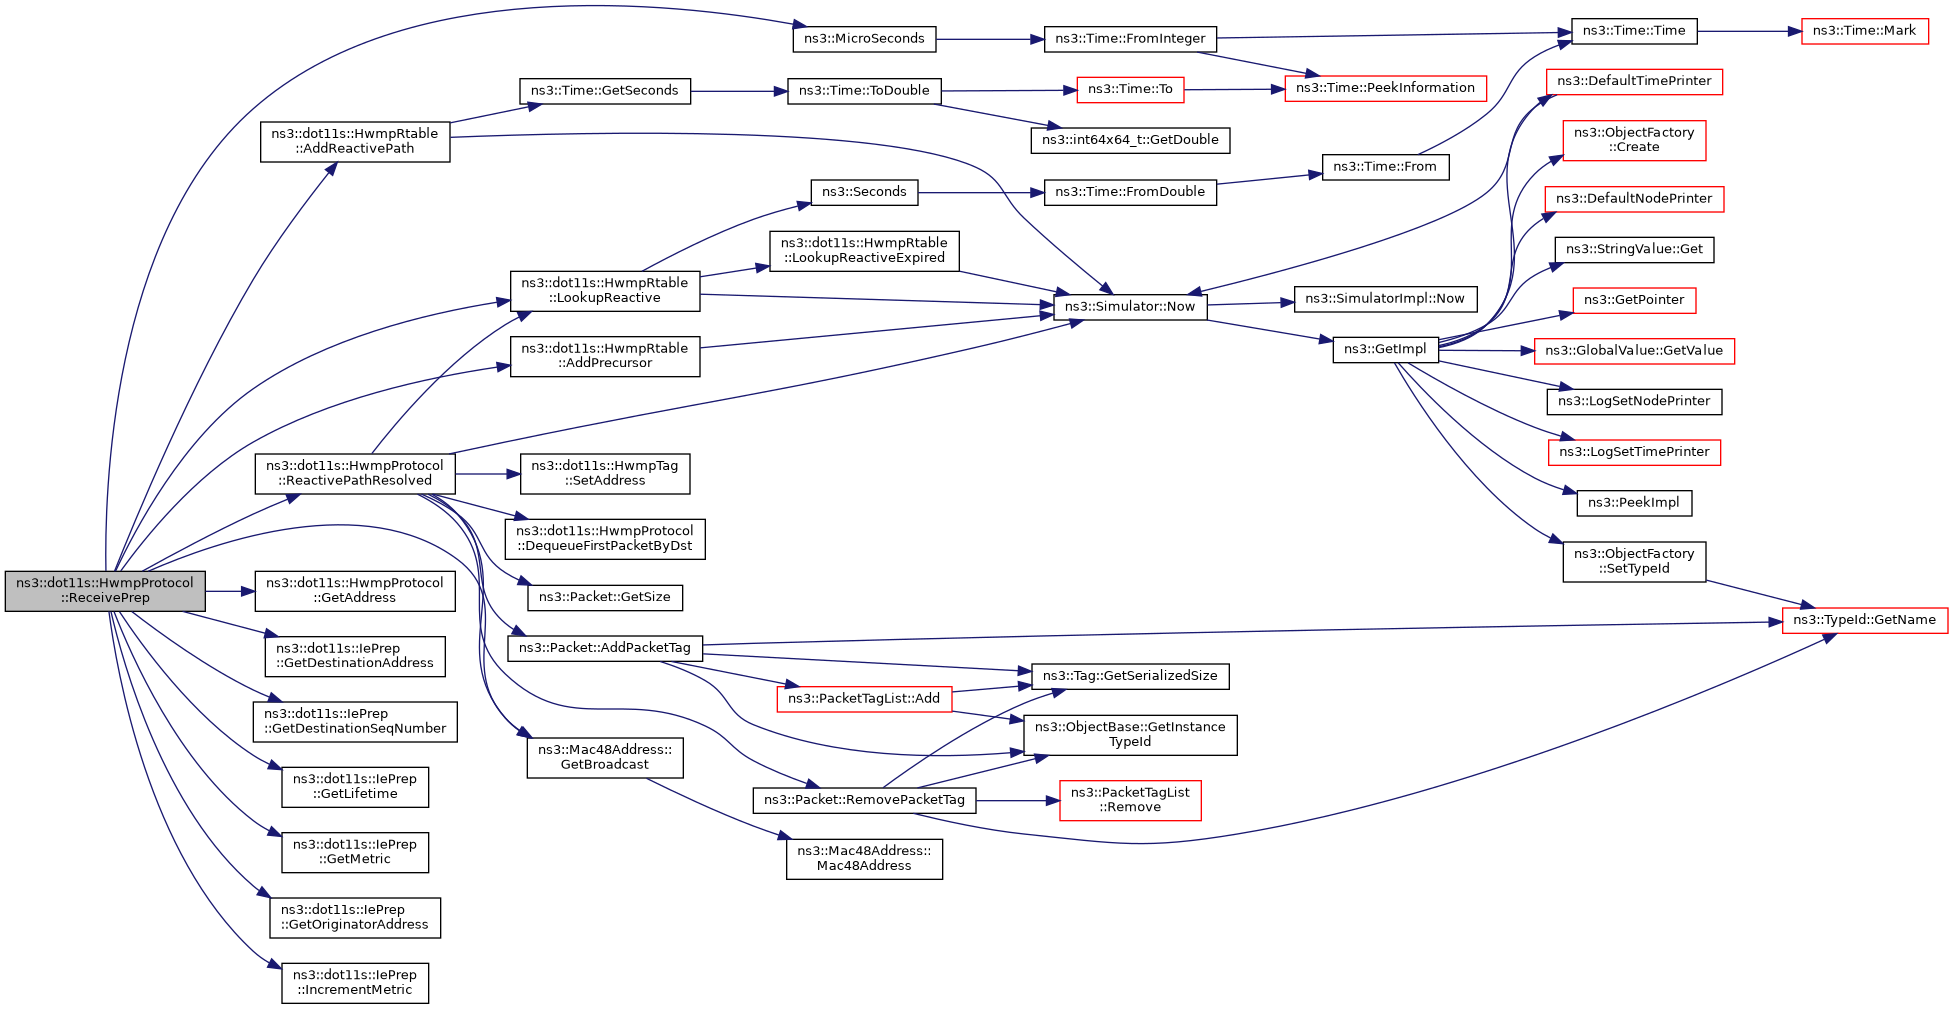 ns3::dot11s::HwmpProtocol
::ReceivePrep
ns3::MicroSeconds
ns3::Time::FromInteger
ns3::Time::Time
ns3::Time::Mark
ns3::Time::PeekInformation
ns3::dot11s::HwmpRtable
::AddReactivePath
ns3::Time::GetSeconds
ns3::Time::ToDouble
ns3::Time::To
ns3::int64x64_t::GetDouble
ns3::dot11s::HwmpRtable
::LookupReactive
ns3::Seconds
ns3::Time::FromDouble
ns3::Time::From
ns3::dot11s::HwmpRtable
::LookupReactiveExpired
ns3::dot11s::HwmpRtable
::AddPrecursor
ns3::Simulator::Now
ns3::SimulatorImpl::Now
ns3::GetImpl
ns3::DefaultTimePrinter
ns3::ObjectFactory
::Create
ns3::DefaultNodePrinter
ns3::StringValue::Get
ns3::GetPointer
ns3::GlobalValue::GetValue
ns3::LogSetNodePrinter
ns3::LogSetTimePrinter
ns3::PeekImpl
ns3::ObjectFactory
::SetTypeId
ns3::TypeId::GetName
ns3::dot11s::HwmpProtocol
::ReactivePathResolved
ns3::dot11s::HwmpTag
::SetAddress
ns3::dot11s::HwmpProtocol
::DequeueFirstPacketByDst
ns3::Packet::GetSize
ns3::Packet::AddPacketTag
ns3::PacketTagList::Add
ns3::Tag::GetSerializedSize
ns3::ObjectBase::GetInstance
TypeId
ns3::Mac48Address::
GetBroadcast
ns3::Packet::RemovePacketTag
ns3::PacketTagList
::Remove
ns3::Mac48Address::
Mac48Address
ns3::dot11s::HwmpProtocol
::GetAddress
ns3::dot11s::IePrep
::GetDestinationAddress
ns3::dot11s::IePrep
::GetDestinationSeqNumber
ns3::dot11s::IePrep
::GetLifetime
ns3::dot11s::IePrep
::GetMetric
ns3::dot11s::IePrep
::GetOriginatorAddress
ns3::dot11s::IePrep
::IncrementMetric